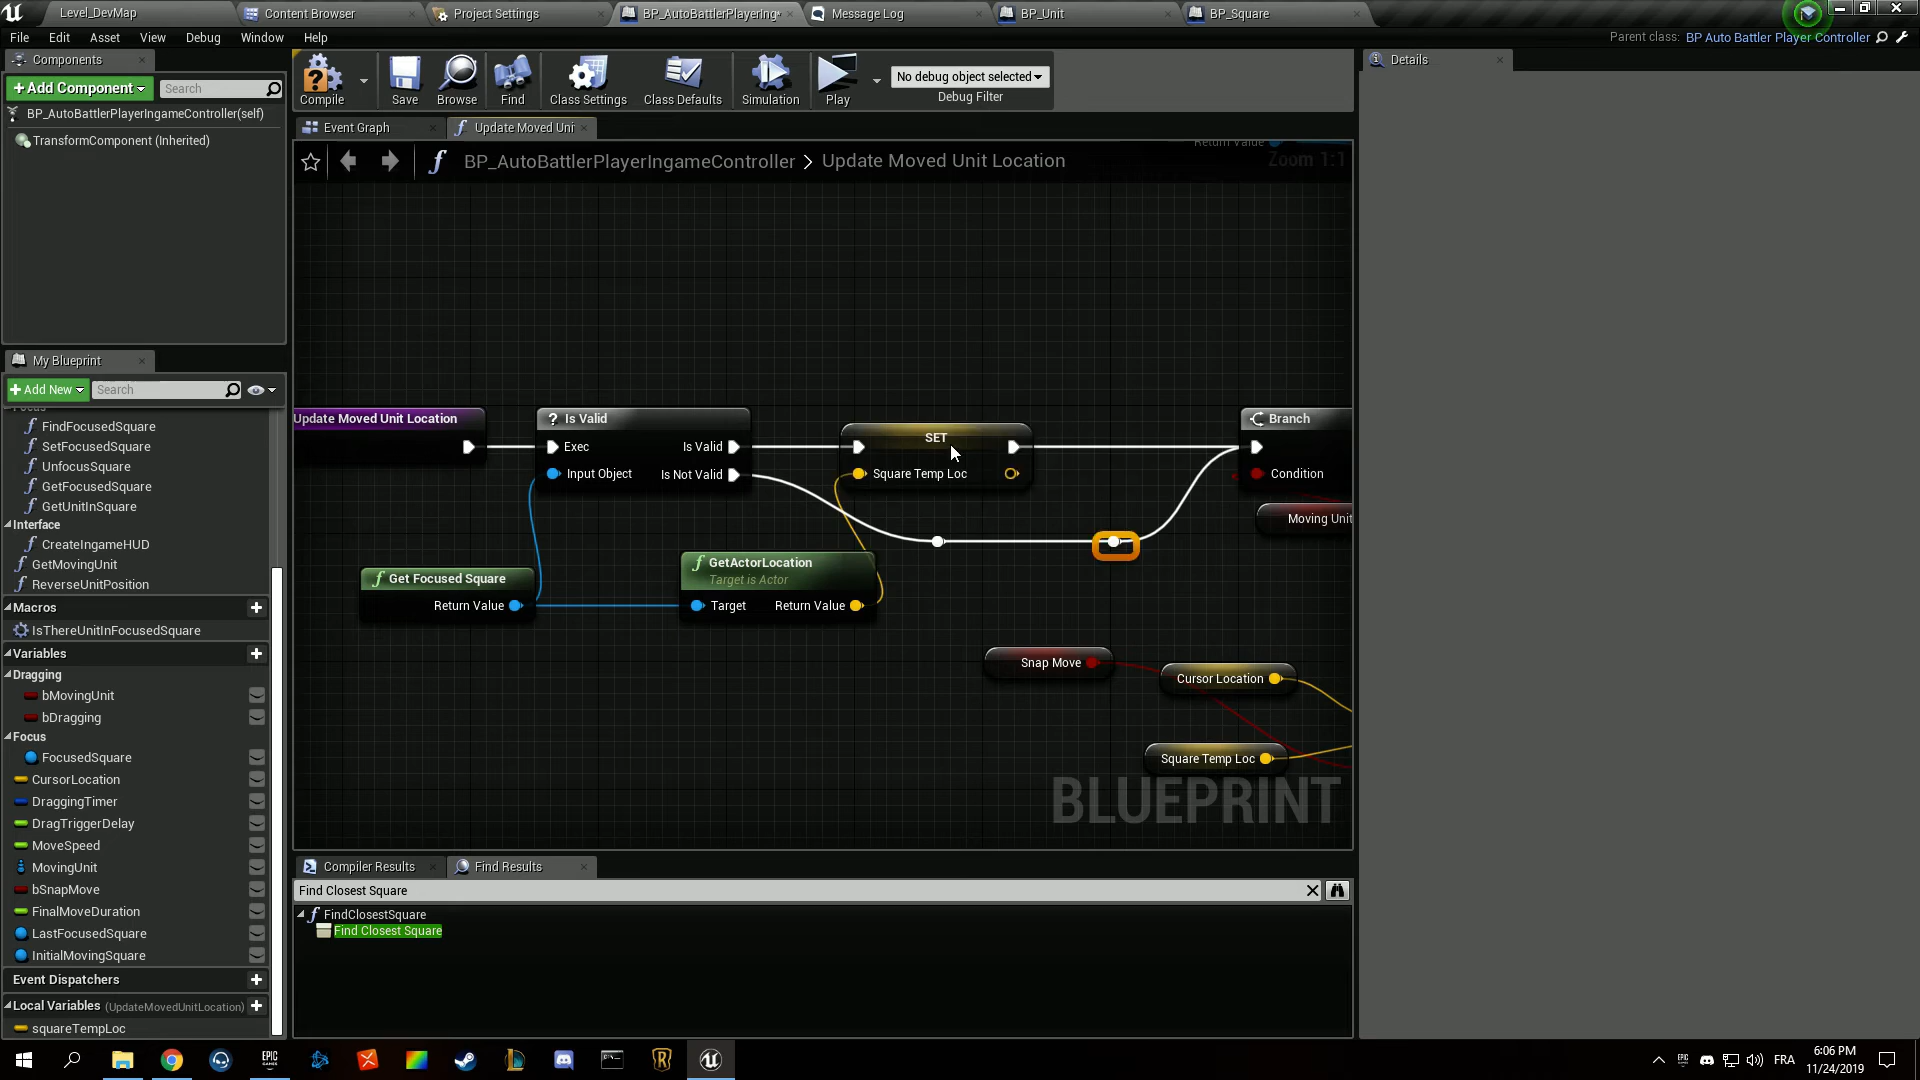 Level_DevMap
Content Browser
Project Settings
BP_AutoBattlerPlayerIng•
Message Log
BP_Unit
BP_Square
File Edit Asset View Debug Window Help
Parent class: BP Auto Battler Player Controller
Components
Details
+Add Component
Search
Compile
Save
Browse
Find
Class Settings
Class Defaults
Simulation
Play
No debug object selected
Debug Filter
BP_AutoBattlerPlayerIngameController(self)
TransformComponent (Inherited)
Event Graph
Update Moved Uni
Return Value
BP_AutoBattlerPlayerIngameController > Update Moved Unit Location
Zoom 1:1
My Blueprint
+Add New
Search
Focus
FindFocusedSquare
SetFocusedSquare
UnfocusSquare
GetFocusedSquare
GetUnitInSquare
Interface
CreateIngameHUD
GetMovingUnit
ReverseUnitPosition
Macros
IsThereUnitInFocusedSquare
Variables
Dragging
bMovingUnit
bDragging
Focus
FocusedSquare
CursorLocation
DraggingTimer
DragTriggerDelay
MoveSpeed
MovingUnit
bSnapMove
FinalMoveDuration
LastFocusedSquare
InitialMovingSquare
Event Dispatchers
Local Variables (UpdateMovedUnitLocation)
squareTempLoc
Update Moved Unit Location
? Is Valid
Exec
Is Valid
Input Object
Is Not Valid
SET
Square Temp Loc
Branch
Condition
Moving Unit
Get Focused Square
Return Value
GetActorLocation
Target is Actor
Target
Return Value
Snap Move
Cursor Location
Square Temp Loc
BLUEPRINT
Compiler Results
Find Results
Find Closest Square
FindClosestSquare
Find Closest Square
EPIC
GAMES
FRA
6:06 PM
11/24/2019